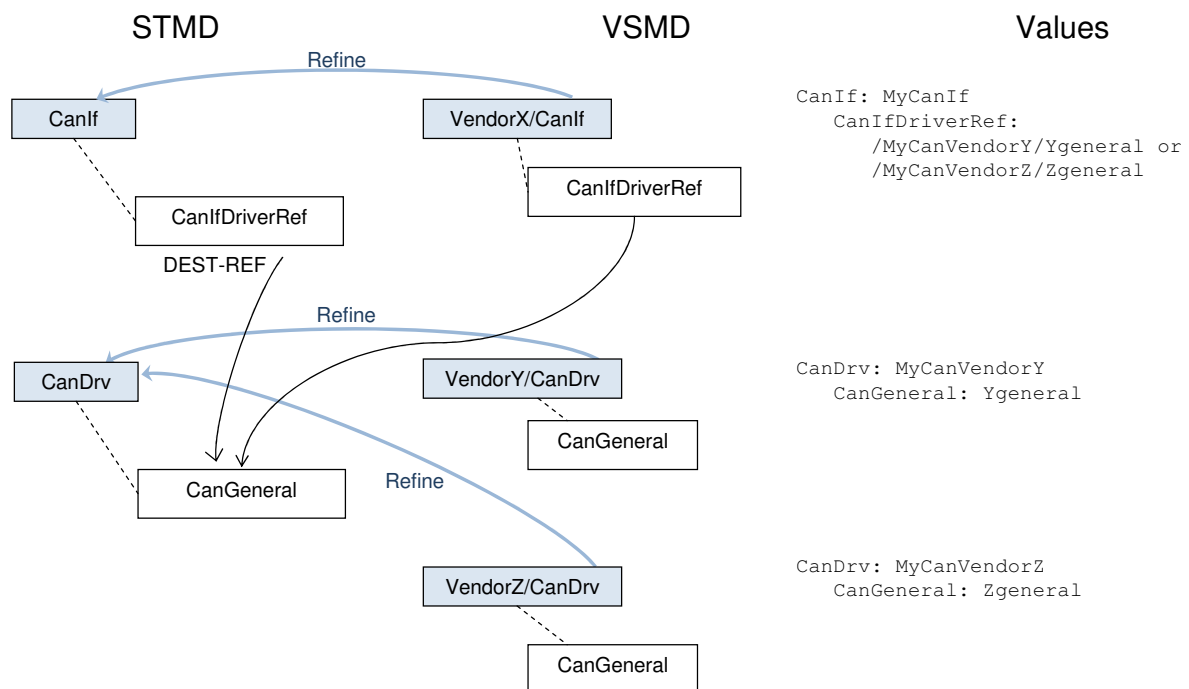 STMD
VSMD
Values
Refine
CanIf
VendorX/CanIf
CanIf: MyCanIf
CanIfDriverRef:
/MyCanVendorY/Ygeneral or
/MyCanVendorZ/Zgeneral
CanIfDriverRef
CanIfDriverRef
DEST-REF
Refine
CanDrv
VendorY/CanDrv
CanDrv: MyCanVendorY
CanGeneral: Ygeneral
CanGeneral
CanGeneral
Refine
VendorZ/CanDrv
CanDrv: MyCanVendorZ
CanGeneral: Zgeneral
CanGeneral